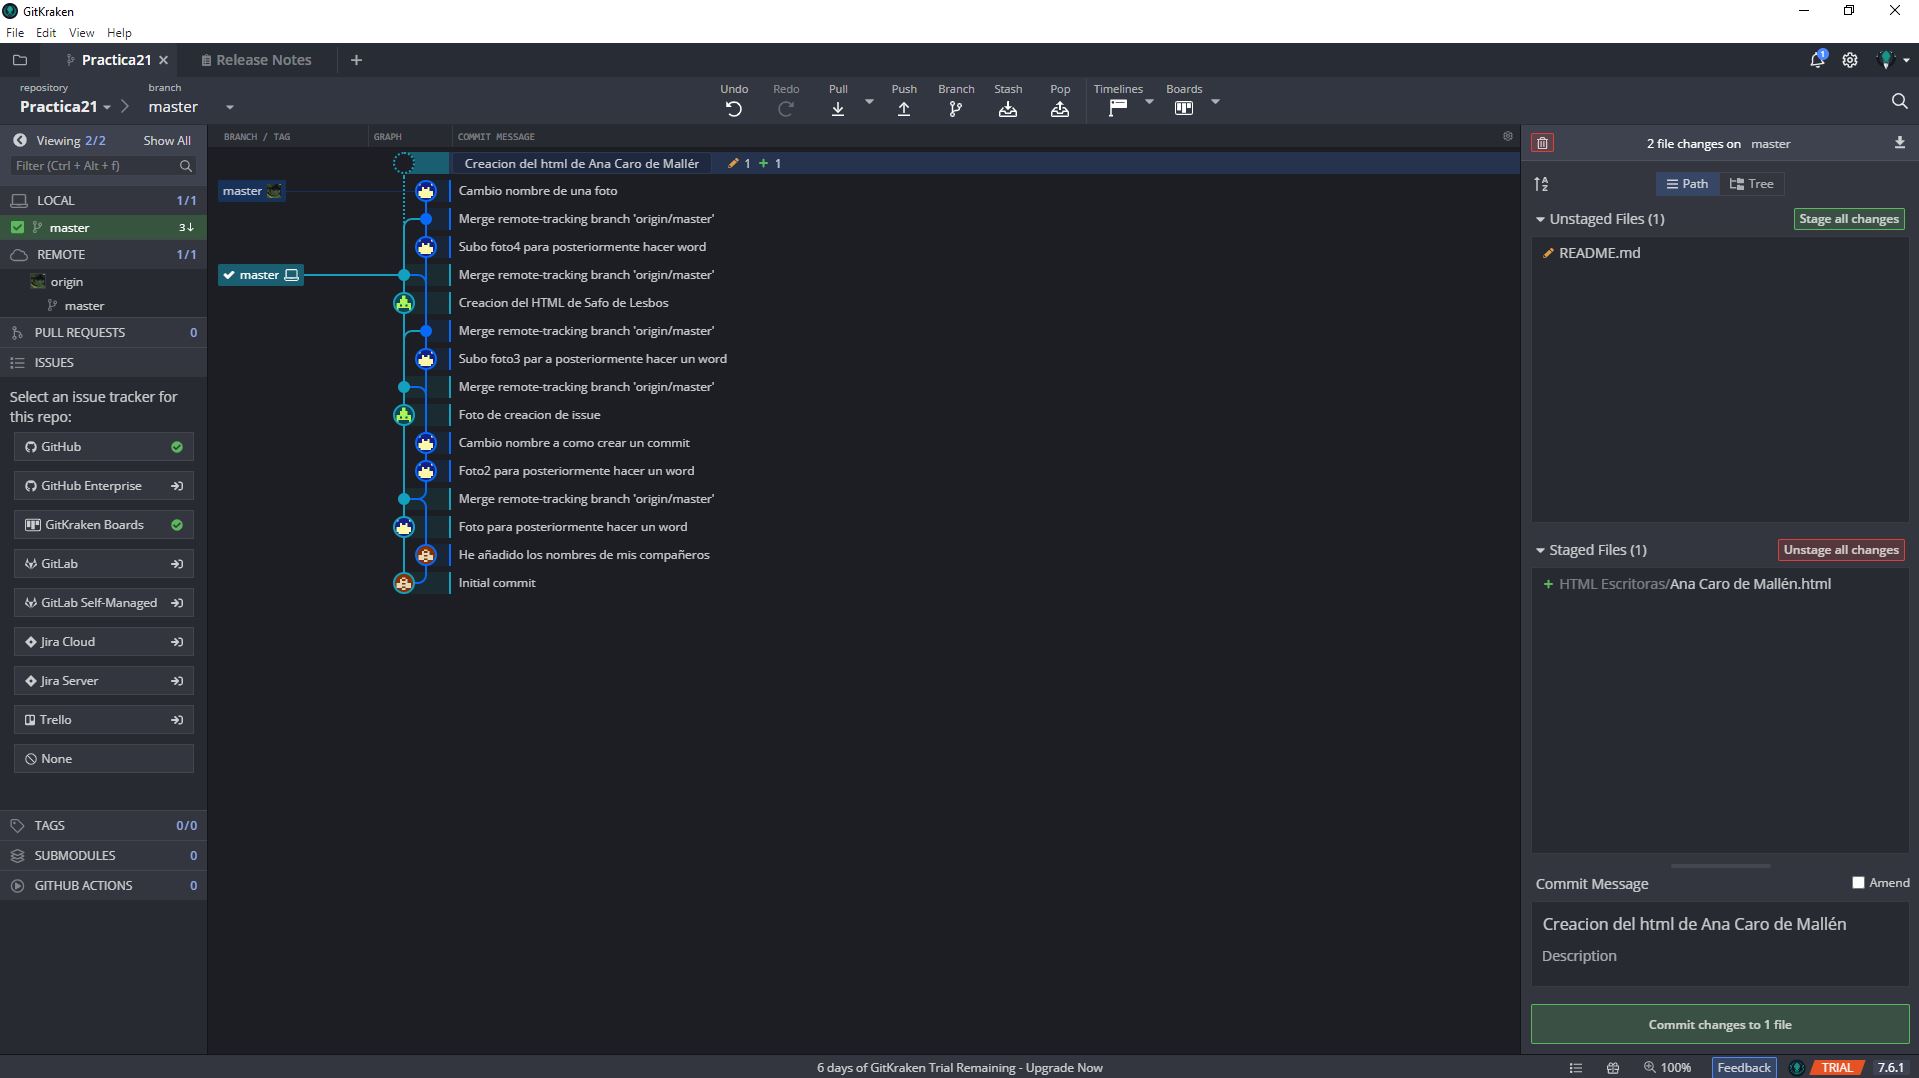 GitKraken
File Edit View Help
Practica21 Release Notes 1
repository branch
Practica21 master
Undo Redo Pull Push Branch Stash Pop Timelines Boards
Viewing 2/2 Show All
Filter (Ctrl + Alt + f)
LOCAL 1/1
master 3↓
REMOTE 1/1
origin
master
PULL REQUESTS 0
ISSUES
Select an issue tracker for
this repo:
GitHub
GitHub Enterprise
GitKraken Boards
GitLab
GitLab Self-Managed
Jira Cloud
Jira Server
Trello
None
TAGS 0/0
SUBMODULES 0
GITHUB ACTIONS 0
BRANCH / TAG GRAPH COMMIT MESSAGE
Creacion del html de Ana Caro de Mallér 1 + 1
master Cambio nombre de una foto
Merge remote-tracking branch 'origin/master'
Subo foto4 para posteriormente hacer word
master Merge remote-tracking branch 'origin/master'
Creacion del HTML de Safo de Lesbos
Merge remote-tracking branch 'origin/master'
Subo foto3 par a posteriormente hacer un word
Merge remote-tracking branch 'origin/master'
Foto de creacion de issue
Cambio nombre a como crear un commit
Foto2 para posteriormente hacer un word
Merge remote-tracking branch 'origin/master'
Foto para posteriormente hacer un word
He añadido los nombres de mis compañeros
Initial commit
2 file changes on master
Path Tree
Unstaged Files (1) Stage all changes
README.md
Staged Files (1) Unstage all changes
+ HTML Escritoras/Ana Caro de Mallén.html
Commit Message Amend
Creacion del html de Ana Caro de Mallén
Description
Commit changes to 1 file
6 days of GitKraken Trial Remaining - Upgrade Now 100% Feedback TRIAL 7.6.1